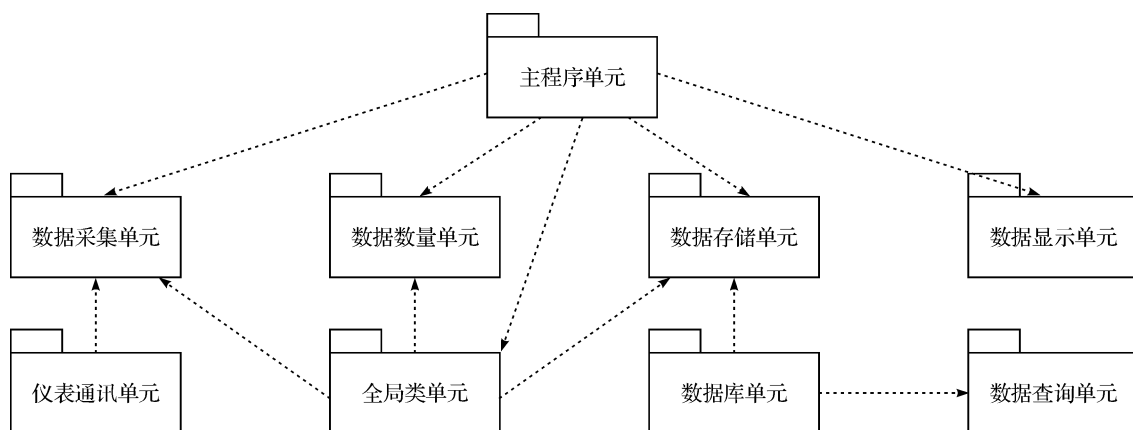 主程序单元
数据采集单元
数据数量单元
数据存储单元
数据显示单元
仪表通讯单元
全局类单元
数据库单元
数据查询单元